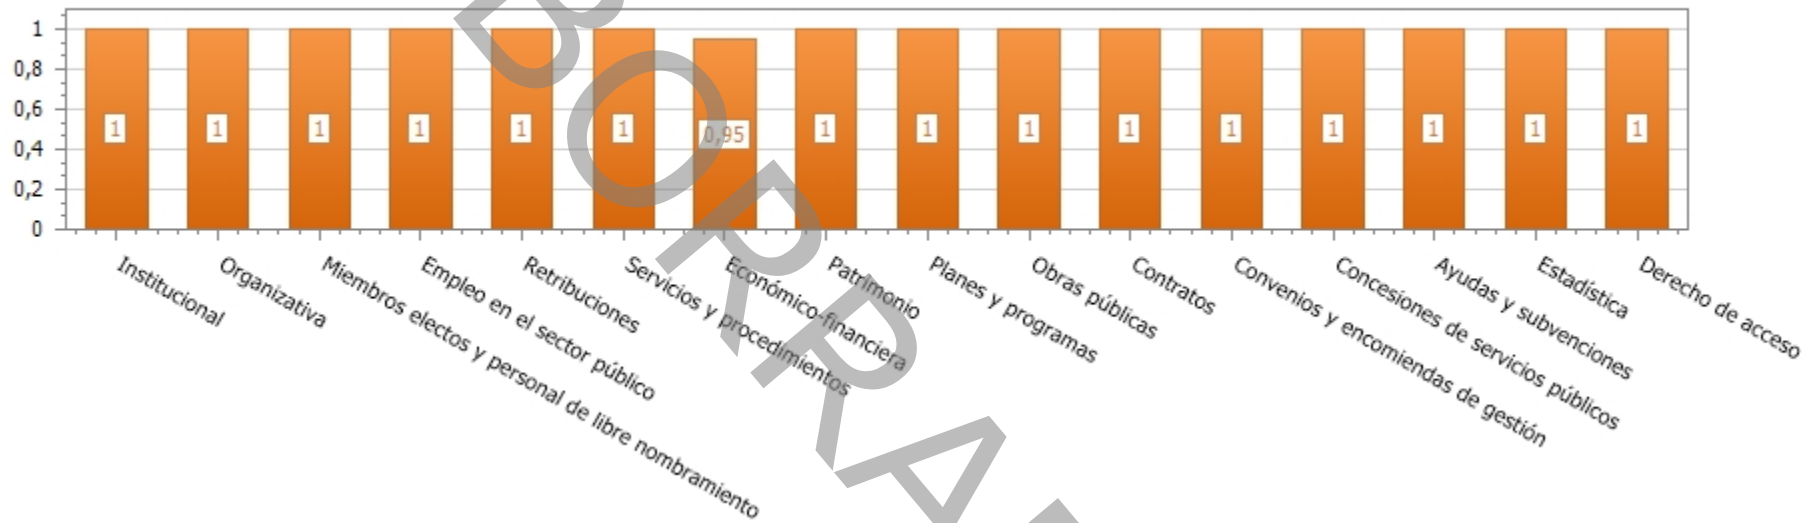 1
0,8
0,6
0,4
0,2
0
1
1
1
1
1
1
0,95
1
1
1
1
1
1
1
1
1
Institucional
Organizativa
Miembros electos y personal de libre nombramiento
Empleo en el sector público
Retribuciones
Servicios y procedimientos
Económico-financiera
Patrimonio
Planes y programas
Obras públicas
Contratos
Convenios y encomiendas de gestión
Concesiones de servicios públicos
Ayudas y subvenciones
Estadística
Derecho de acceso